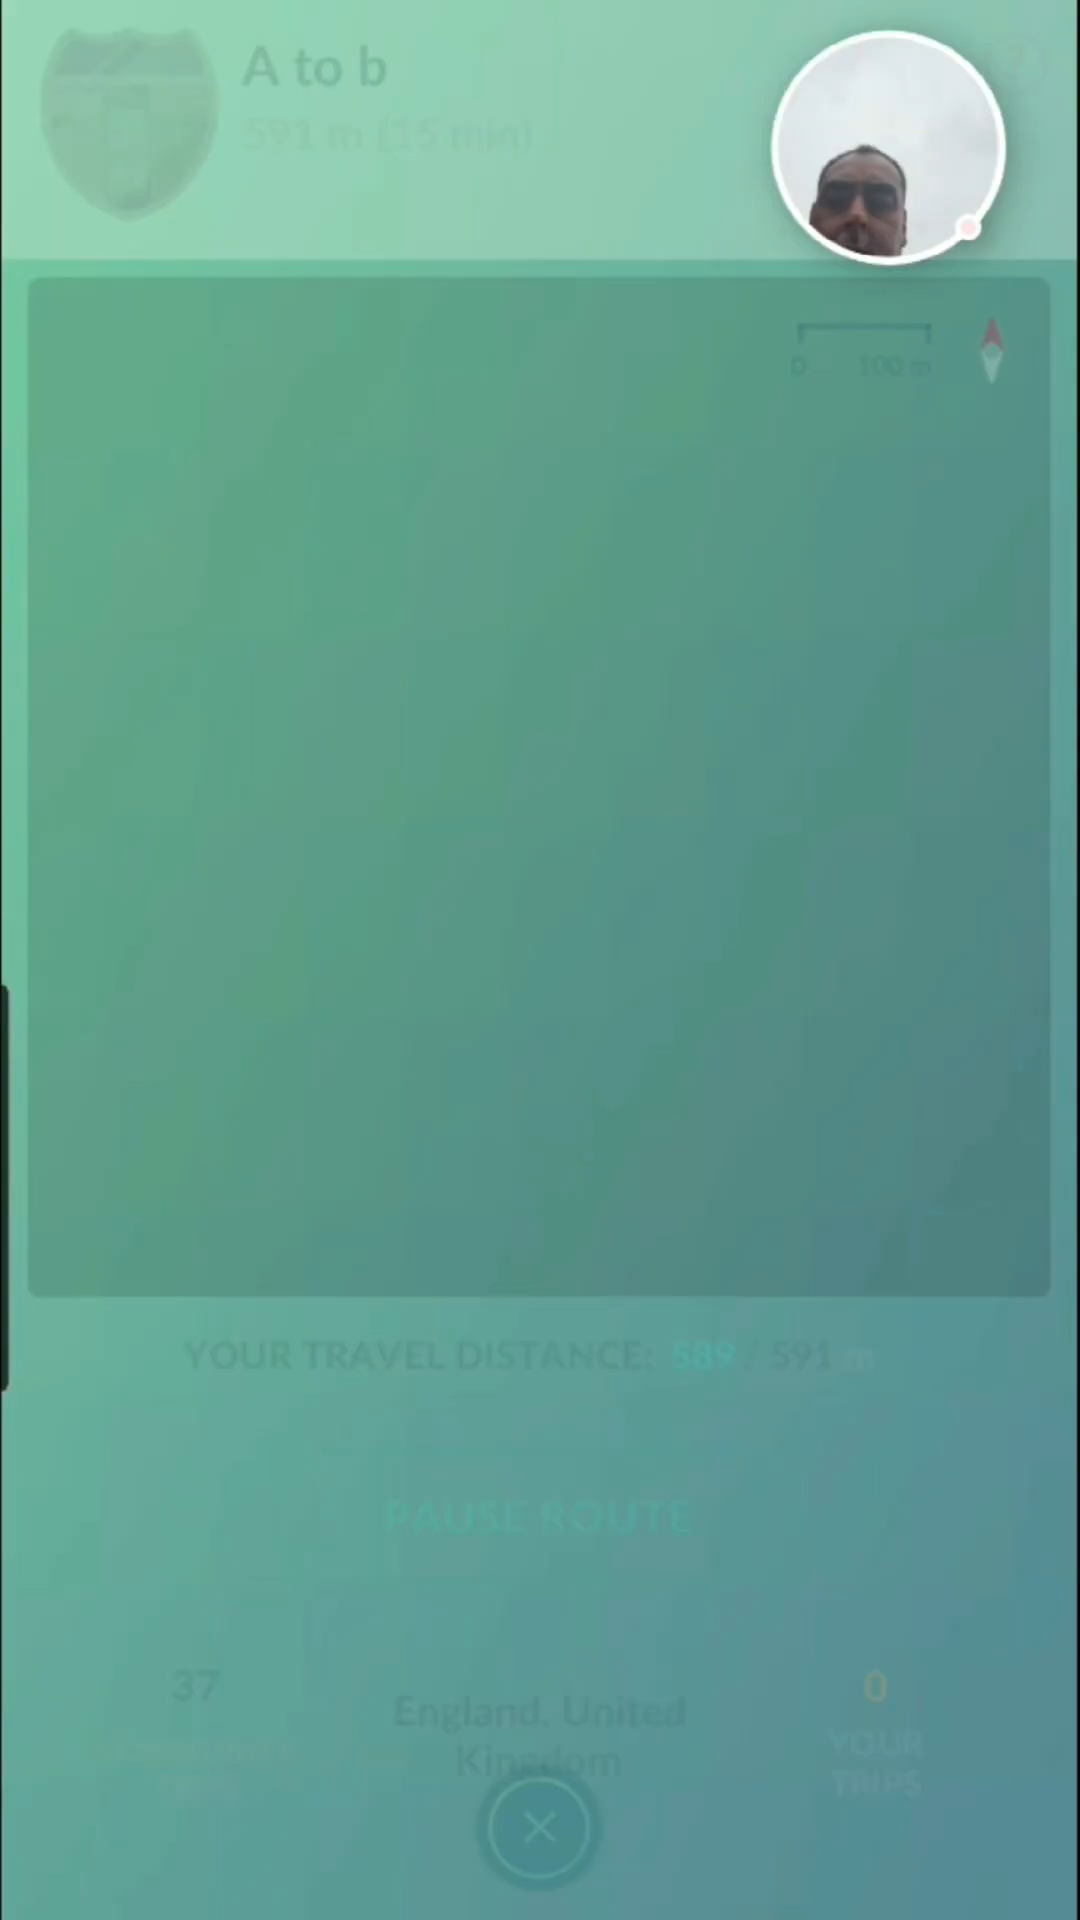 A to b
591 m (15 min)
0 100 m
YOUR TRAVEL DISTANCE: 589 / 591 m
PAUSE ROUTE
37
England, United
Kingdom
0
YOUR
TRIPS